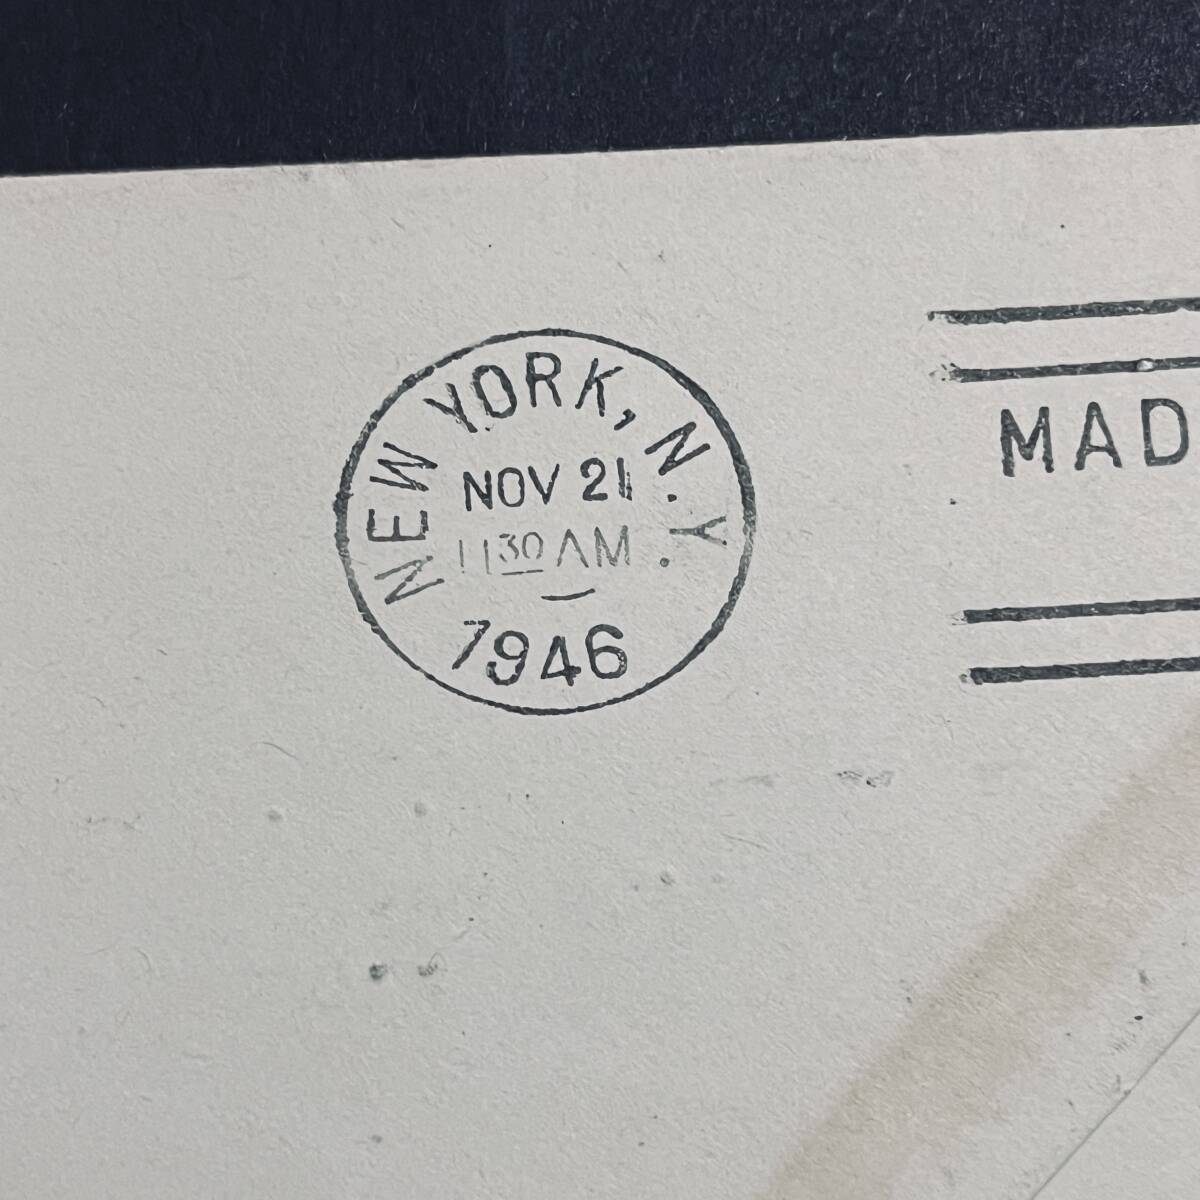 NEW YORK, N.Y.
NOV 21
11 30 AM
1946
MAD